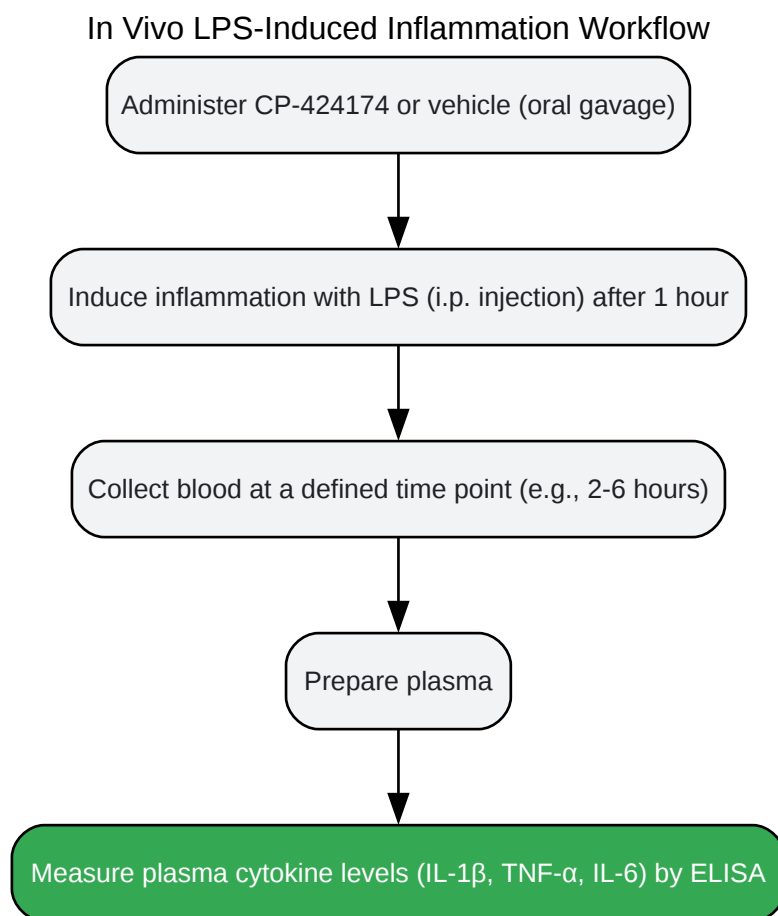 In Vivo LPS-Induced Inflammation Workflow
Administer CP-424174 or vehicle (oral gavage)
Induce inflammation with LPS (i.p. injection) after 1 hour
Collect blood at a defined time point (e.g., 2-6 hours)
Prepare plasma
Measure plasma cytokine levels (IL-1β, TNF-α, IL-6) by ELISA